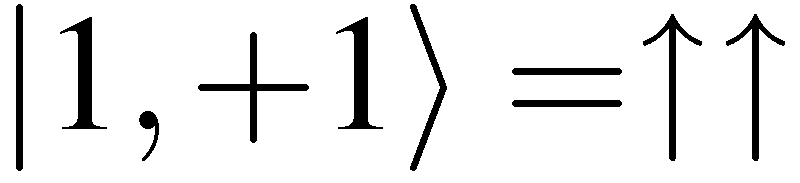 |1, +1⟩ = ↑↑